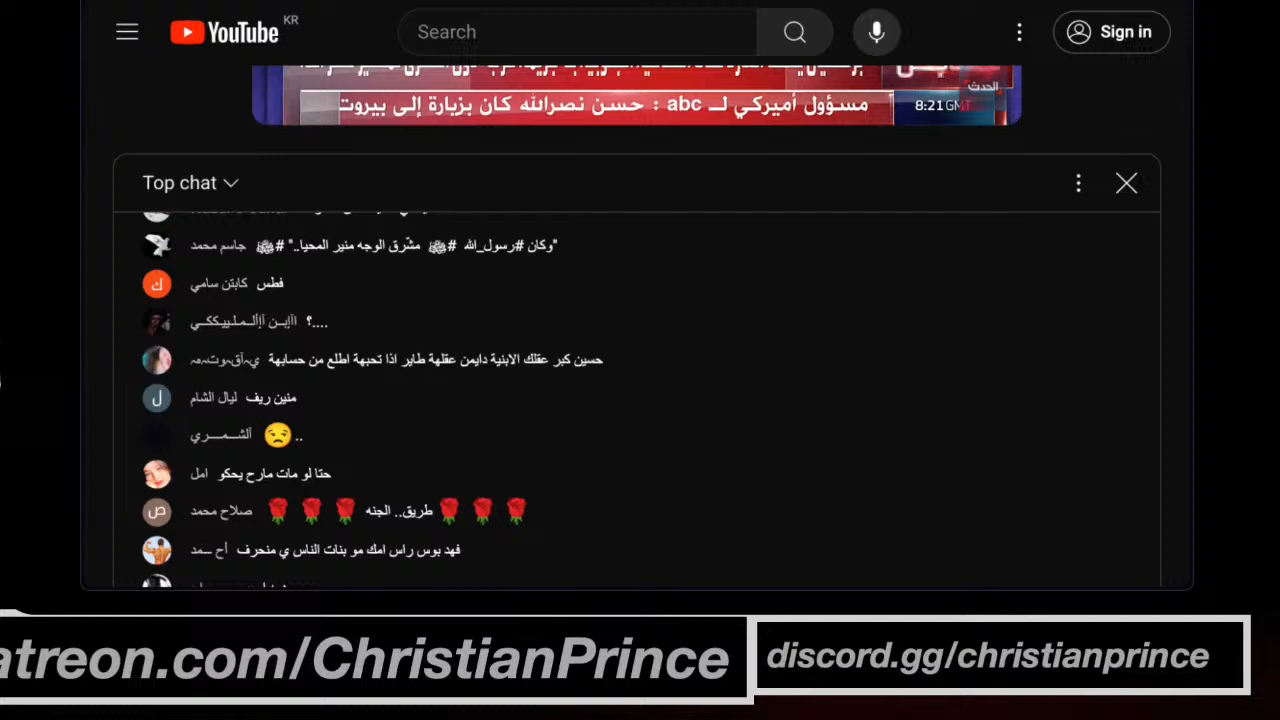 YouTube KR
Search
Sign in
الحدث
مسؤول أميركي لـ abc : حسن نصرالله كان بزيارة إلى بيروت
8:21 GMT
Top chat
جاسم محمد "وكان #رسول_الله ﷺ# مشّرق الوجه منير المحيا.." #ﷺ
ك
كابتن سامي فطس
....؟
حسين كبر عقلك الابنية دايمن عقلهة طاير اذا تحبهة اطلع من حسابهة
ل
ليال الشام منين ريف
ألشـــمـــري 😒 ..
امل حتا لو مات مارح يحكو
ص
صلاح محمد 🌹 🌹 🌹 طريق.. الجنه 🌹 🌹 🌹
أح ــمد فهد بوس راس امك مو بنات الناس ي منحرف
atreon.com/ChristianPrince
discord.gg/christianprince